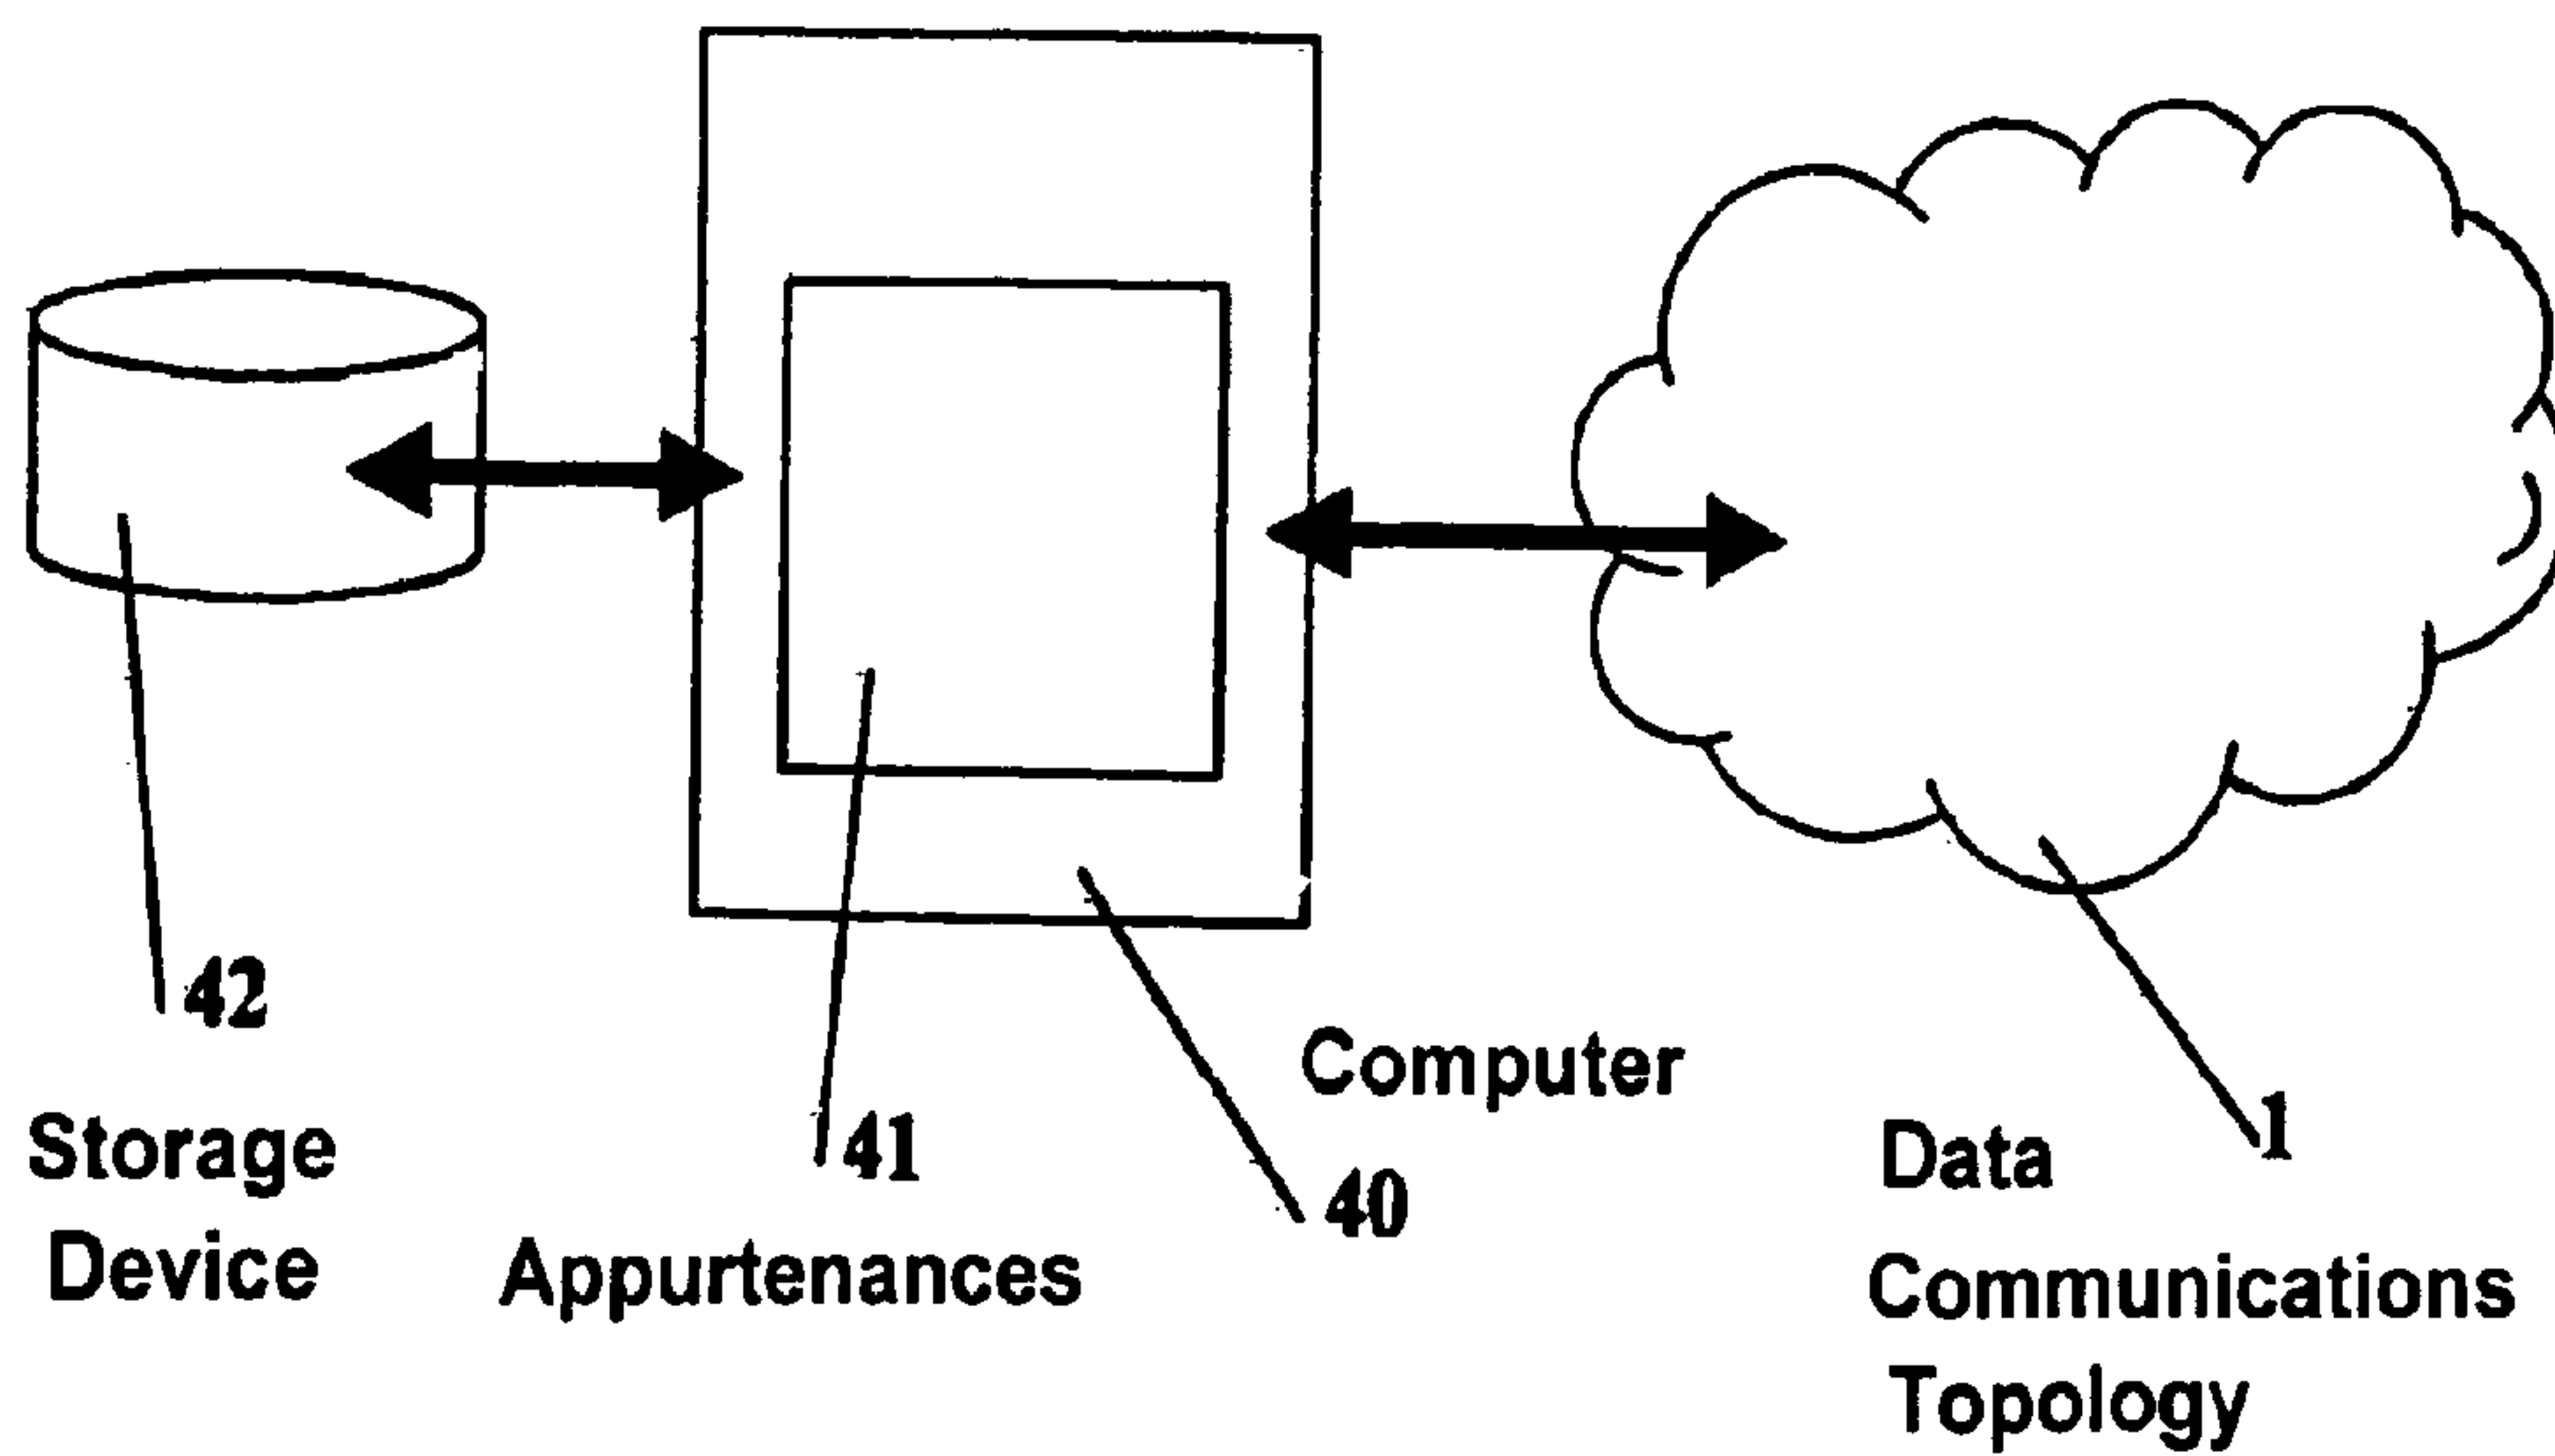 42
Storage
Device
41
Appurtenances
Computer
40
1
Data
Communications
Topology